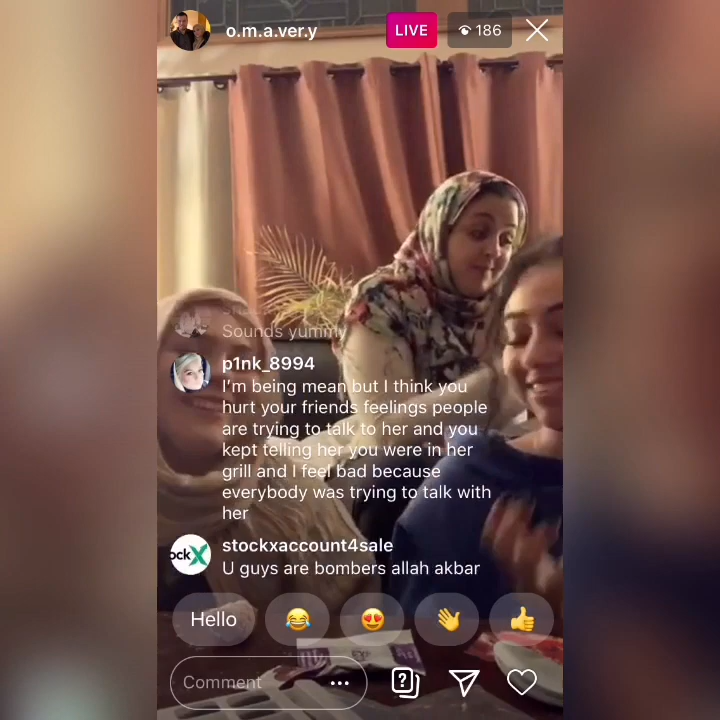 o.m.a.ver.y
LIVE
186
Sounds yummy
p1nk_8994
I'm being mean but I think you
hurt your friends feelings people
are trying to talk to her and you
kept telling her you were in her
grill and I feel bad because
everybody was trying to talk with
her
ockX
stockxaccount4sale
U guys are bombers allah akbar
Hello
Comment